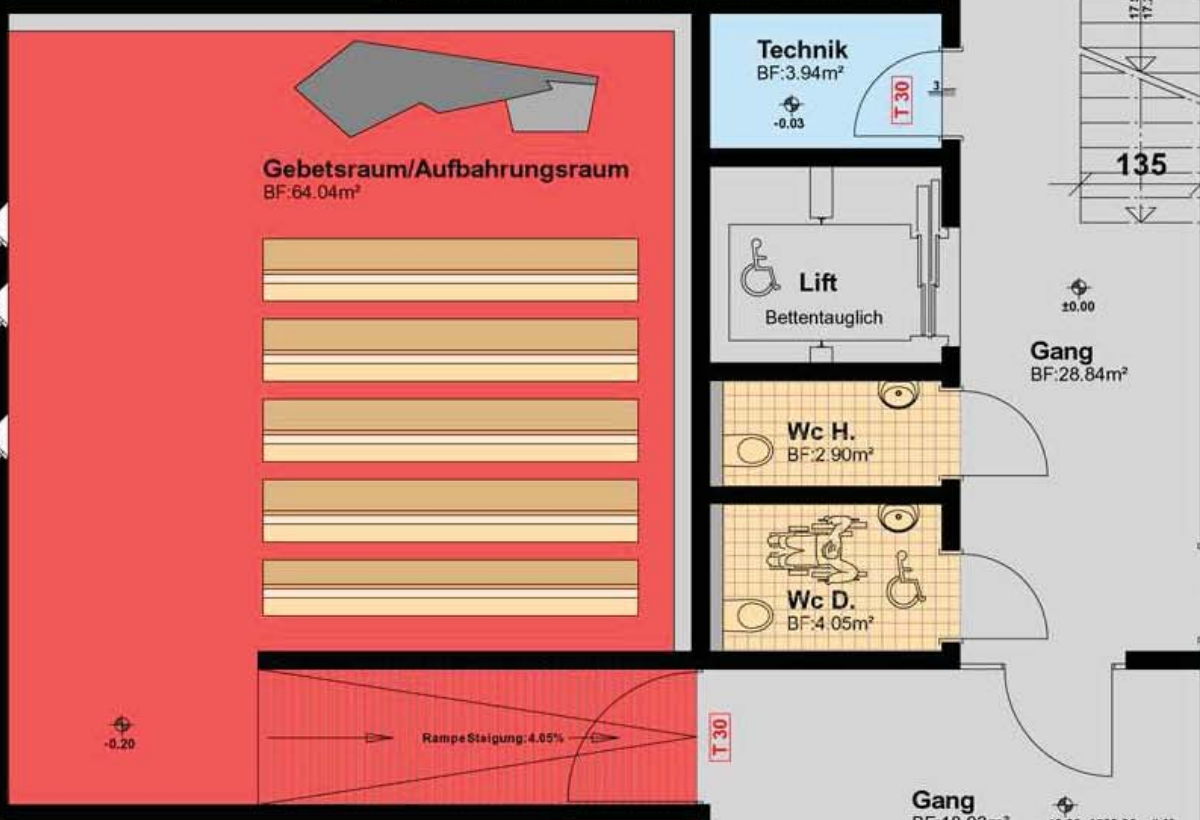 Technik
BF:3.94m²
-0.03
T 30
3
Gebetsraum/Aufbahrungsraum
BF:64.04m²
135
Lift
Bettentauglich
±0.00
Gang
BF:28.84m²
Wc H.
BF:2.90m²
Wc D.
BF:4.05m²
-0.20
Rampe Steigung:4.05%
T 30
Gang